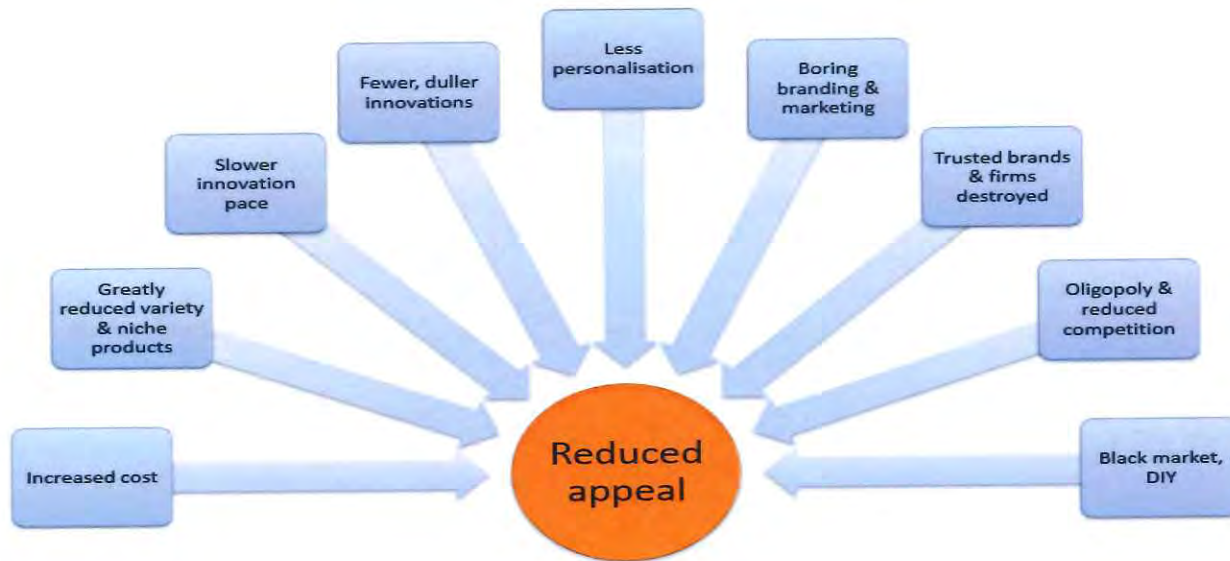 Less
personalisation
Fewer, duller
innovations
Boring
branding &
marketing
Slower
innovation
pace
Trusted brands
& firms
destroyed
Greatly
reduced variety
& niche
products
Oligopoly &
reduced
competition
Increased cost
Reduced
appeal
Black market,
DIY